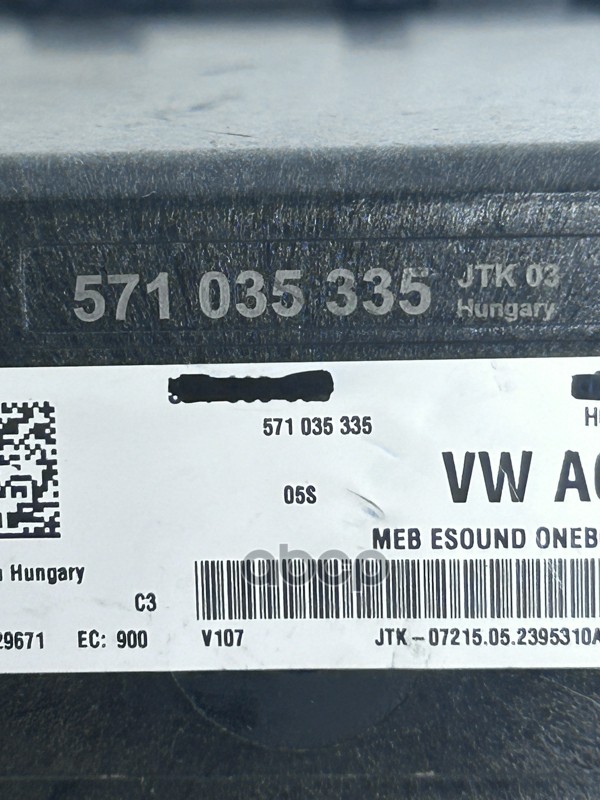 571 035 335 JTK 03
Hungary
571 035 335
05S
VW A
MEB ESOUND ONEB
Hungary
C3
abcp
29671 EC: 900 V107 JTK-07215.05.2395310A